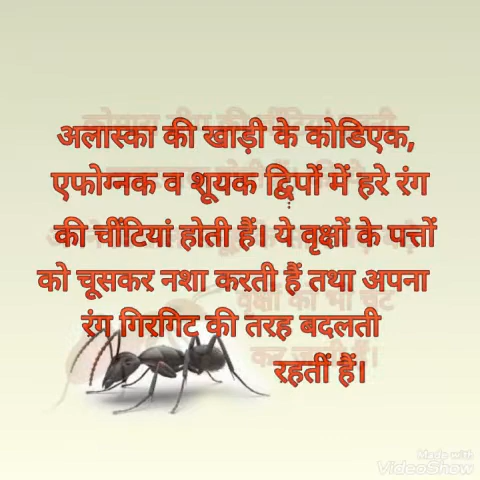 अलास्का की खाड़ी के कोडिएक,
एफोग्नक व शूयक द्विपों में हरे रंग
की चींटियां होती हैं। ये वृक्षों के पत्तों
को चूसकर नशा करती हैं तथा अपना
रंग गिरगिट की तरह बदलती
रहतीं हैं।
Made with
VideoShow